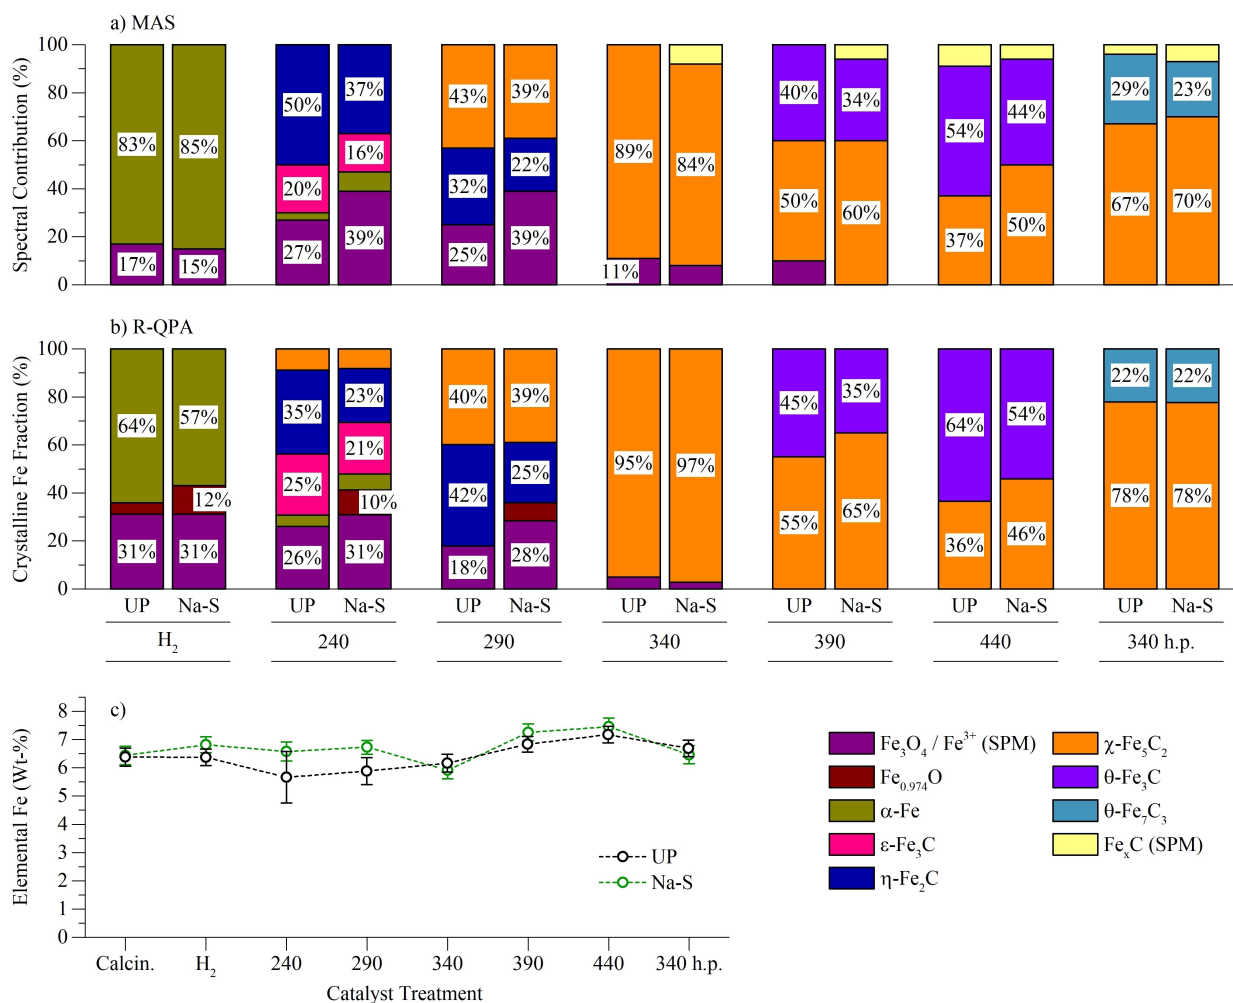 a) MAS
Spectral Contribution (%)
100
80
60
40
20
0
83% 85% 50% 37% 43% 39% 89% 84% 40% 34% 54% 44% 29% 23%
20% 16% 32% 22% 50% 60% 37% 50% 67% 70%
17% 15% 27% 39% 25% 39% 11%
b) R-QPA
Crystalline Fe Fraction (%)
100
80
60
40
20
0
64% 57% 35% 23% 40% 39% 95% 97% 45% 35% 64% 54% 22% 22%
12% 25% 21% 42% 25% 55% 65% 36% 46% 78% 78%
31% 31% 26% 10% 31% 18% 28%
UP Na-S UP Na-S UP Na-S UP Na-S UP Na-S UP Na-S UP Na-S
H₂ 240 290 340 390 440 340 h.p.
c)
Elemental Fe (Wt-%)
8
7
6
5
4
3
2
1
0
UP
Na-S
Calcin. H₂ 240 290 340 390 440 340 h.p.
Catalyst Treatment
Fe₃O₄ / Fe³⁺ (SPM)
Fe₀.₉₇₄O
α-Fe
ε-Fe₃C
η-Fe₂C
χ-Fe₅C₂
θ-Fe₃C
θ-Fe₇C₃
FeₓC (SPM)